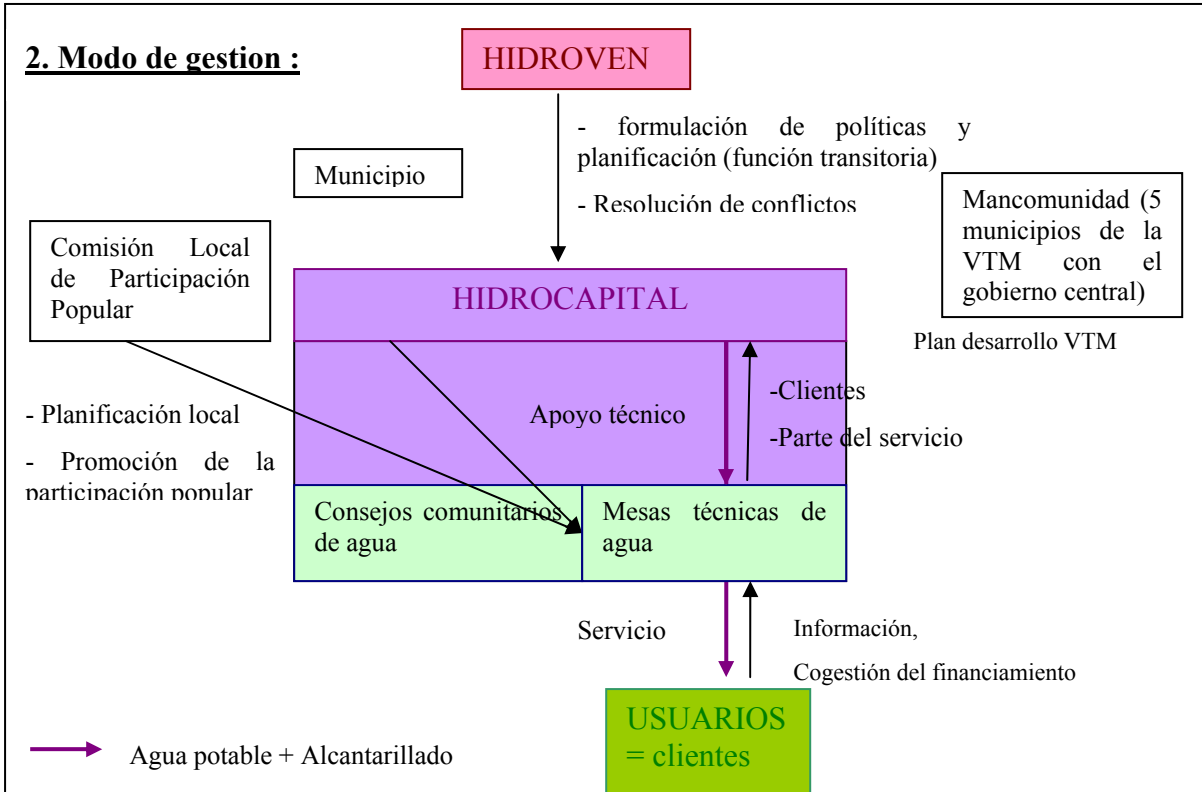 2. Modo de gestion :
HIDROVEN
- formulación de políticas y
planificación (función transitoria)
- Resolución de conflictos
Municipio
Mancomunidad (5
municipios de la
VTM con el
gobierno central)
Plan desarrollo VTM
Comisión Local
de Participación
Popular
- Planificación local
- Promoción de la
participación popular
HIDROCAPITAL
Apoyo técnico
-Clientes
-Parte del servicio
Consejos comunitarios
de agua
Mesas técnicas de
agua
Servicio
Información,
Cogestión del financiamiento
USUARIOS
= clientes
Agua potable + Alcantarillado